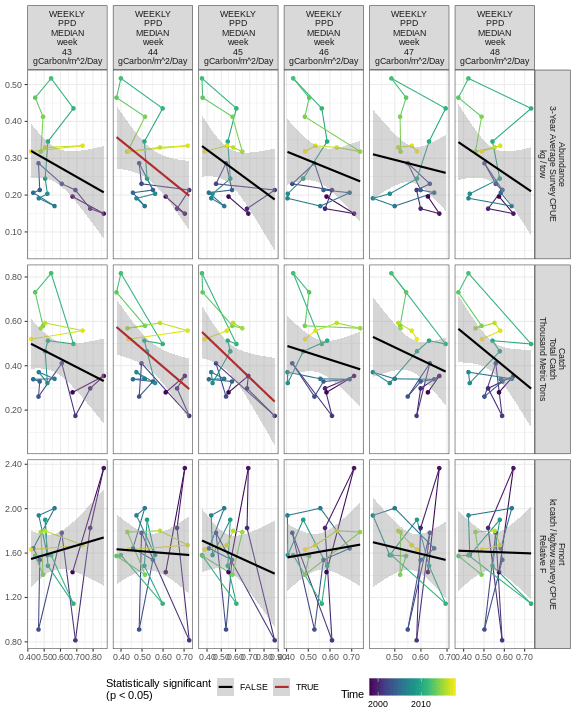 WEEKLY WEEKLY WEEKLY WEEKLY WEEKLY WEEKLY
PPD PPD PPD PPD PPD PPD
MEDIAN MEDIAN MEDIAN MEDIAN MEDIAN MEDIAN
week week week week week week
43 44 45 46 47 48
gCarbon/m^2/Day gCarbon/m^2/Day gCarbon/m^2/Day gCarbon/m^2/Day gCarbon/m^2/Day gCarbon/m^2/Day
0.50
0.40
0.30
0.20
0.10
Abundance
3-Year Average Survey CPUE
kg / tow
0.80
0.60
0.40
0.20
Catch
Total Catch
Thousand Metric Tons
2.40
2.00
1.60
1.20
0.80
Fmort
kt catch / kg/tow survey CPUE
Relative F
0.40 0.50 0.60 0.70 0.80 0.40 0.50 0.60 0.70 0.40 0.50 0.60 0.70 0.80 0.40 0.50 0.60 0.70 0.50 0.60 0.70 0.50 0.60 0.70
Statistically significant
(p < 0.05)
FALSE TRUE
Time
2000 2010